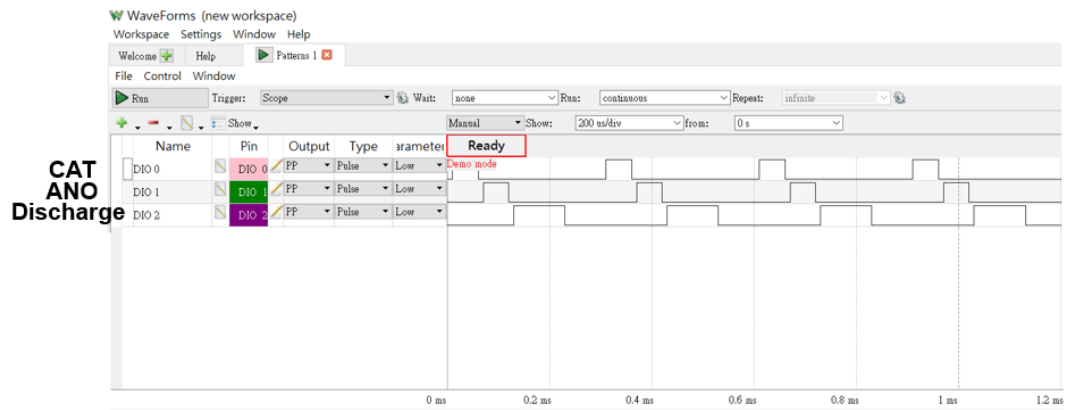 WaveForms (new workspace)
Workspace Settings Window Help
Welcome Help Patterns 1
File Control Window
Run Trigger: Scope Wait: none Run: continuous Repeat: infinite
Show Manual Show: 200 us/div from: 0 s
Name Pin Output Type arameter Ready
CAT DIO 0 DIO 0 PP Pulse Low Demo mode
ANO DIO 1 DIO 1 PP Pulse Low
Discharge DIO 2 DIO 2 PP Pulse Low
0 ms 0.2 ms 0.4 ms 0.6 ms 0.8 ms 1 ms 1.2 ms